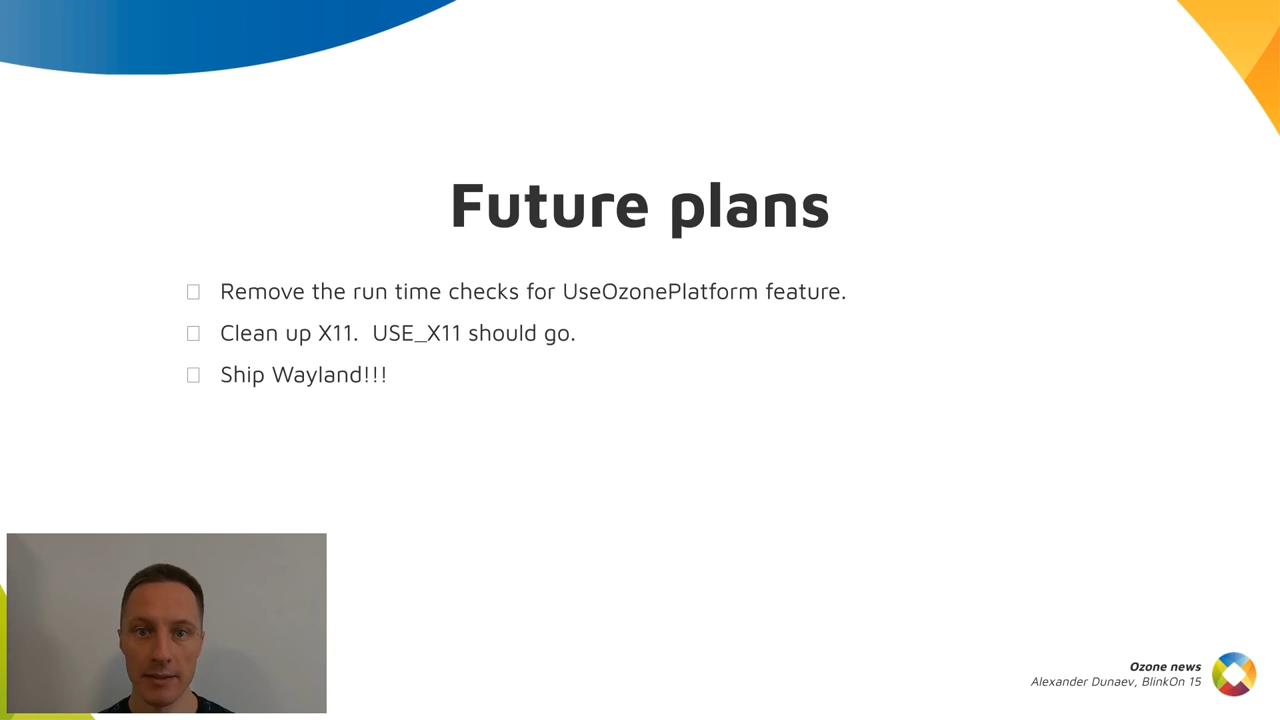 Future plans
Remove the run time checks for UseOzonePlatform feature.
Clean up X11.  USE_X11 should go.
Ship Wayland!!!
Ozone news
Alexander Dunaev, BlinkOn 15